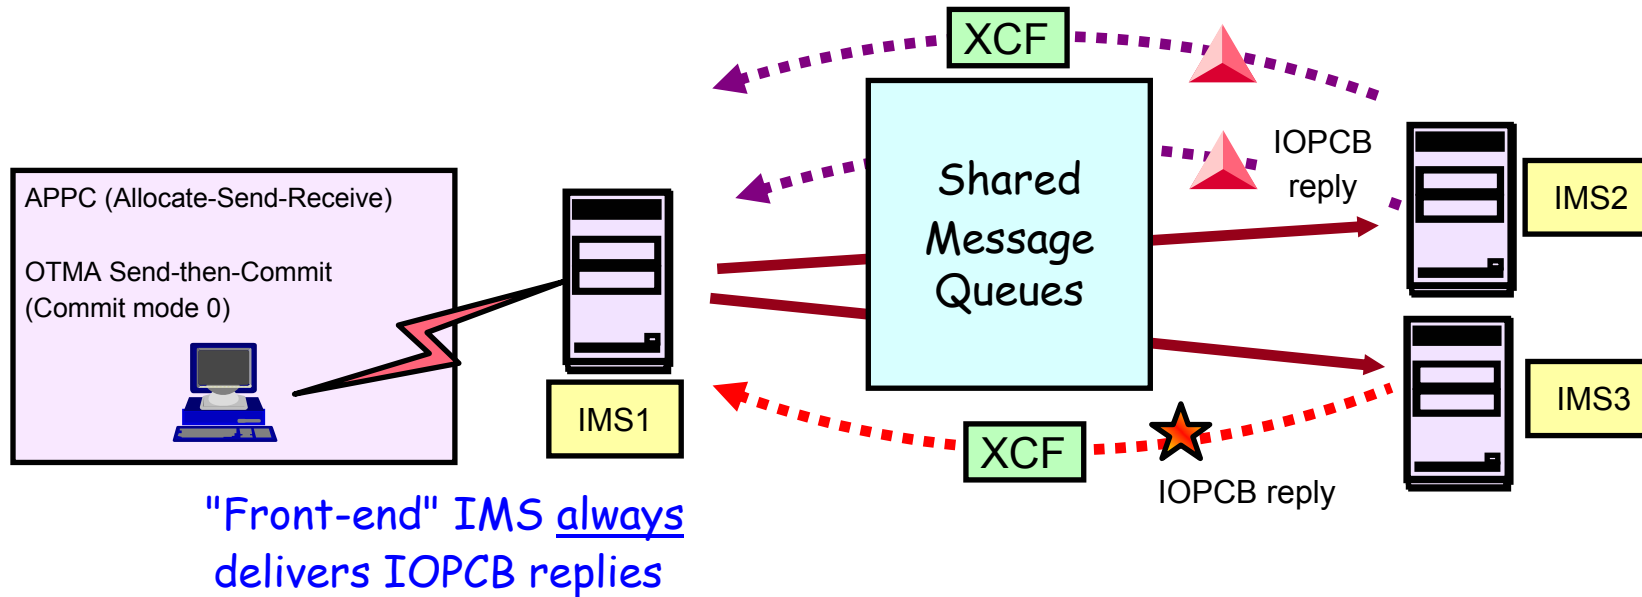 XCF
APPC (Allocate-Send-Receive)
OTMA Send-then-Commit
(Commit mode 0)
IMS1
Shared
Message
Queues
IOPCB
reply
IMS2
IMS3
XCF
IOPCB reply
"Front-end" IMS always
delivers IOPCB replies